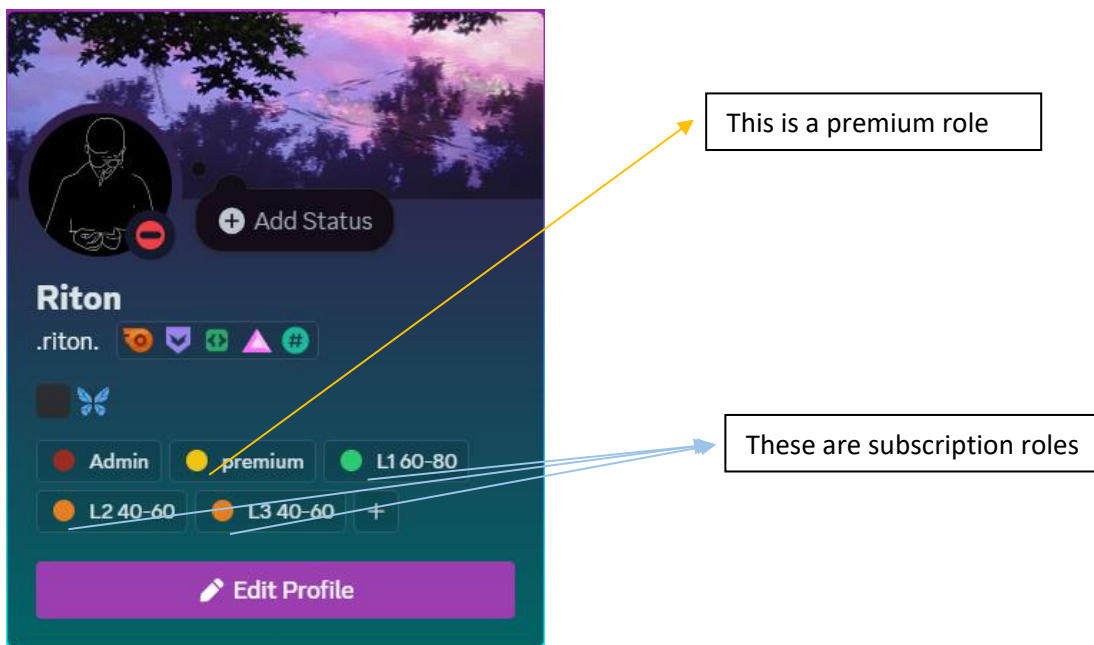 This is a premium role
Add Status
Riton
.riton.
#
These are subscription roles
Admin premium L1 60-80
L2 40-60 L3 40-60 +
Edit Profile